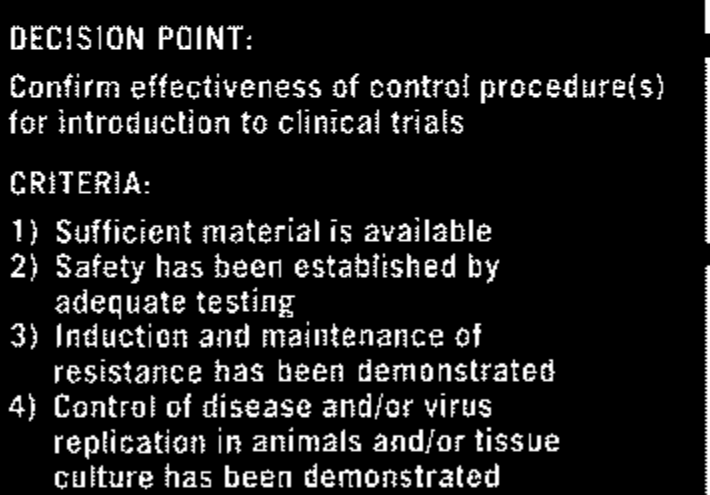 DECISION POINT:
Confirm effectiveness of control procedure(s)
for introduction to clinical trials
CRITERIA:
1) Sufficient material is available
2) Safety has been established by
adequate testing
3) Induction and maintenance of
resistance has been demonstrated
4) Control of disease and/or virus
replication in animals and/or tissue
culture has been demonstrated